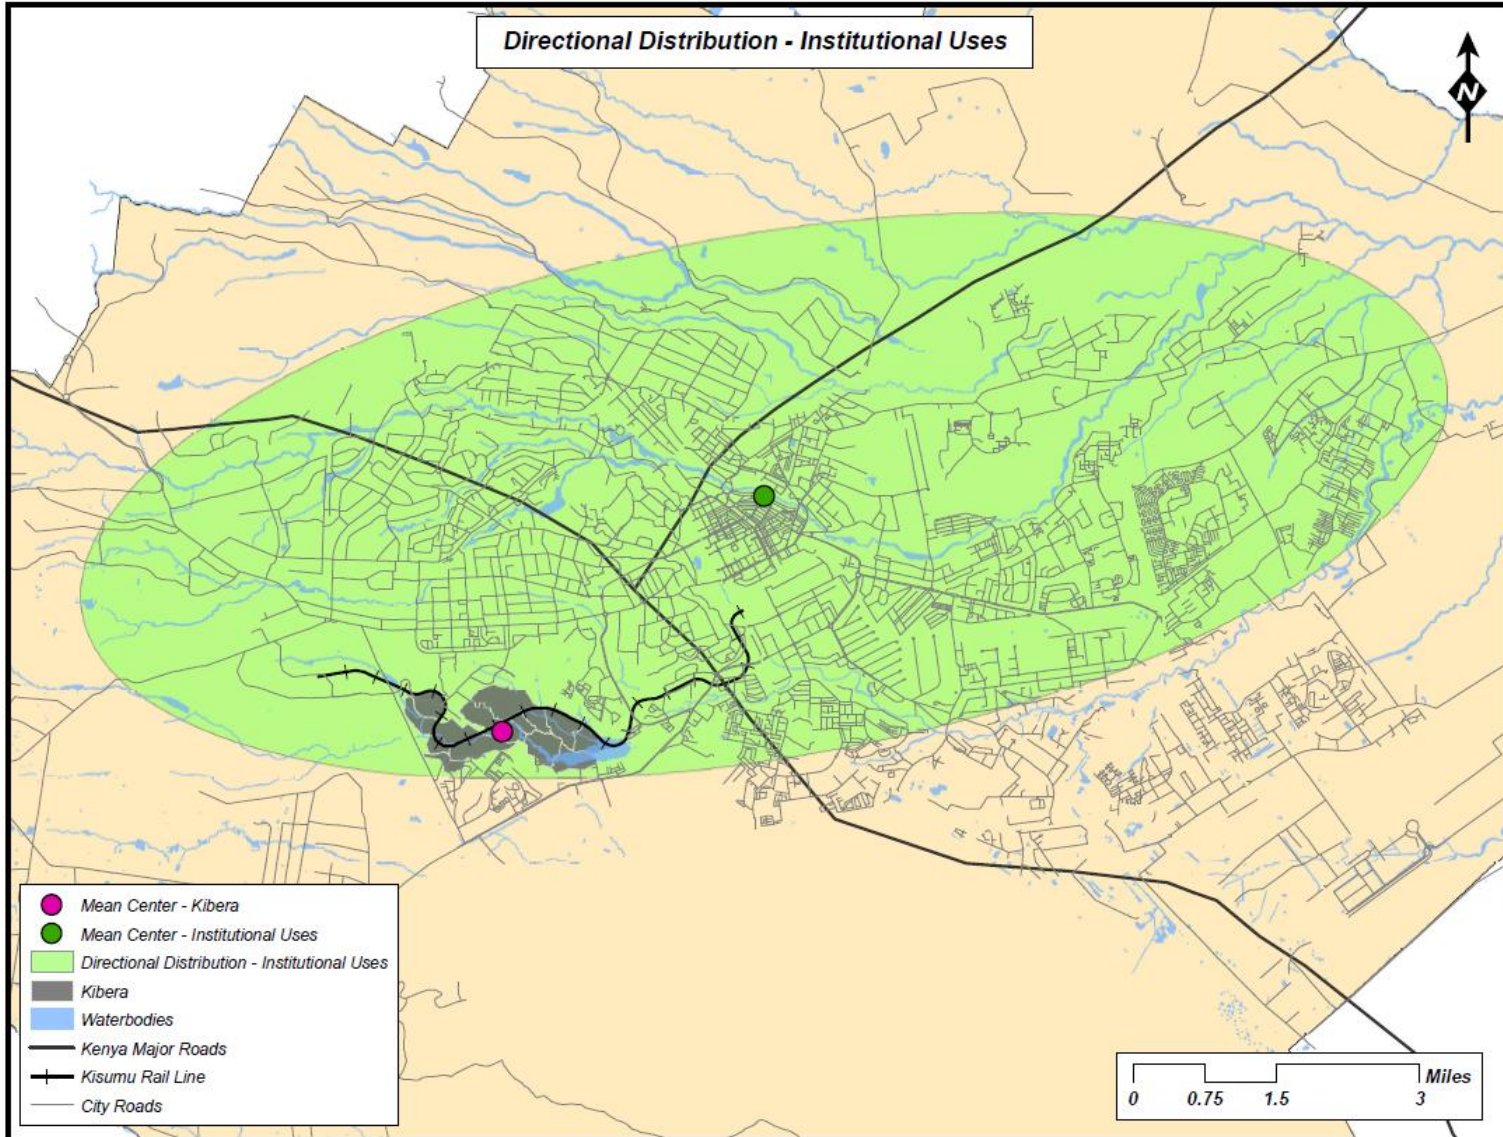 Directional Distribution - Institutional Uses
N
Mean Center - Kibera
Mean Center - Institutional Uses
Directional Distribution - Institutional Uses
Kibera
Waterbodies
Kenya Major Roads
Kisumu Rail Line
City Roads
Miles
0 0.75 1.5 3